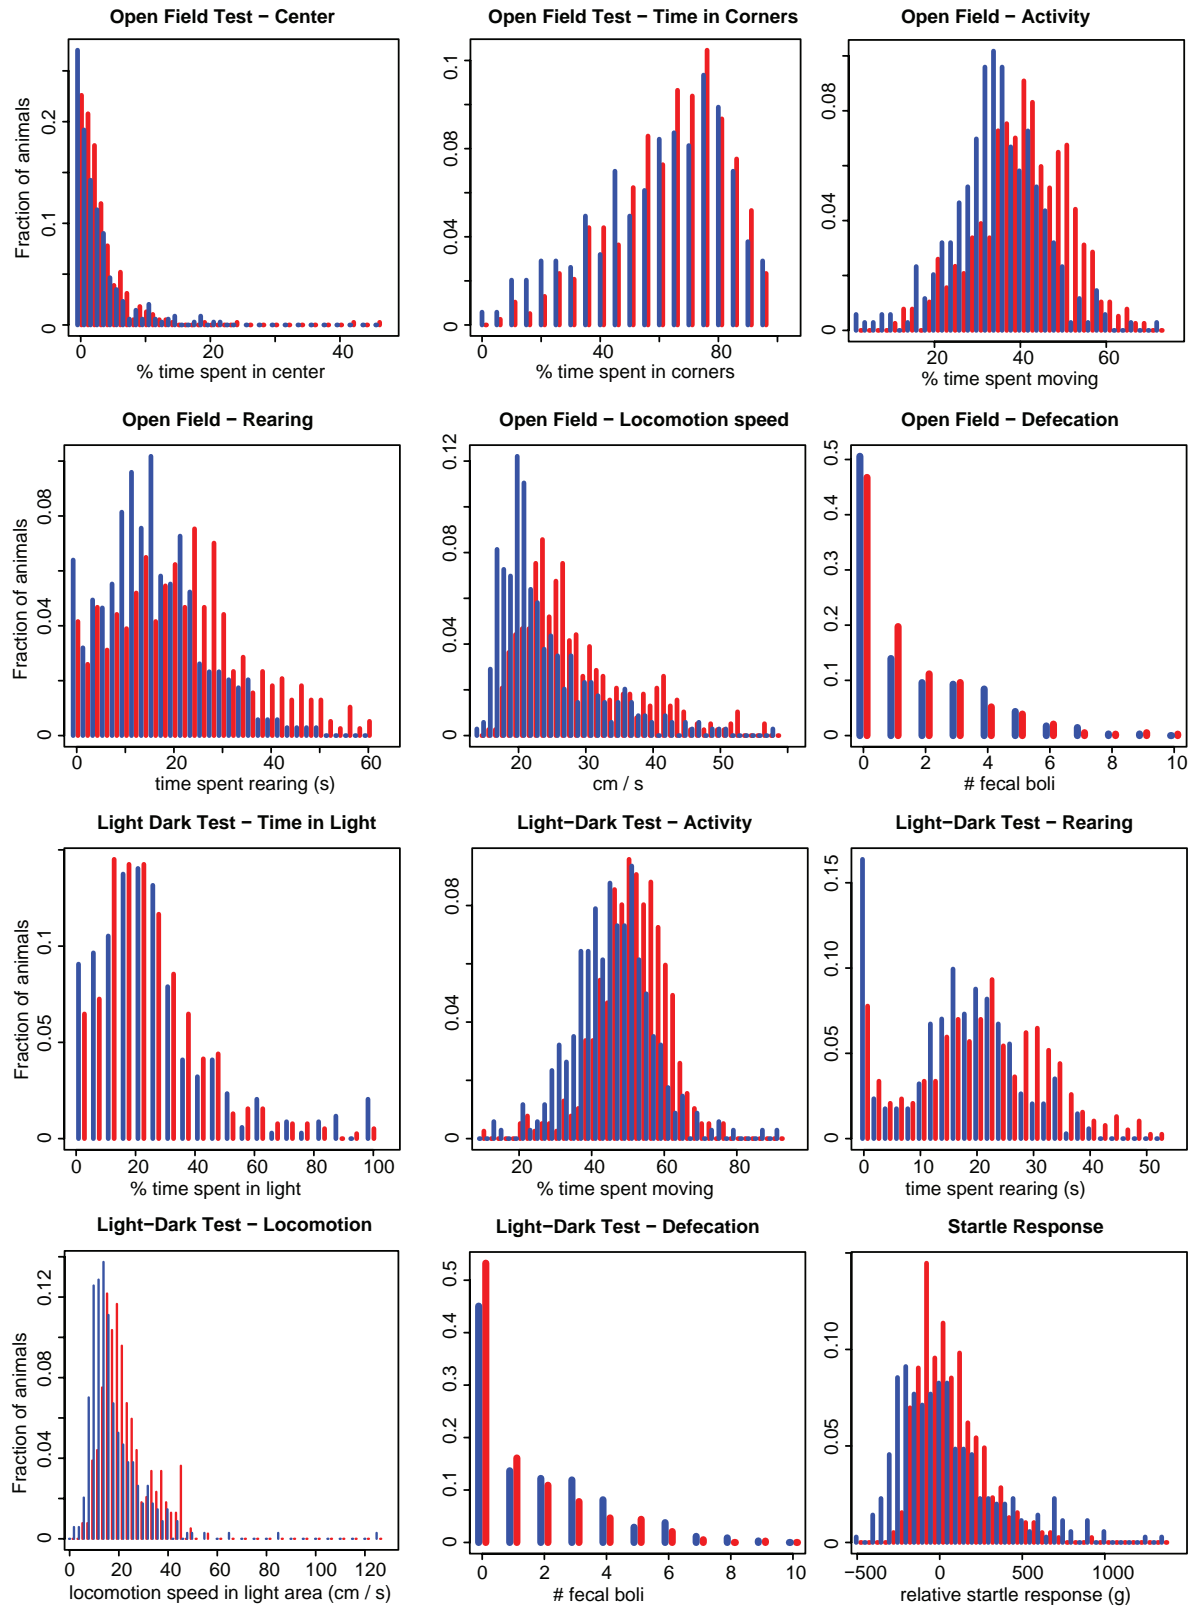 Open Field Test − Center
Open Field Test − Time in Corners
Open Field − Activity
Fraction of animals
0 0.1 0.2
0 20 40
% time spent in center
0 0.04 0.08 0.1
0 40 80
% time spent in corners
0 0.04 0.08
20 40 60
% time spent moving
Open Field − Rearing
Open Field − Locomotion speed
Open Field − Defecation
Fraction of animals
0 0.04 0.08
0 20 40 60
time spent rearing (s)
0 0.04 0.08 0.12
20 30 40 50
cm / s
0 0.1 0.2 0.3 0.4 0.5
0 2 4 6 8 10
# fecal boli
Light Dark Test − Time in Light
Light−Dark Test − Activity
Light−Dark Test − Rearing
Fraction of animals
0 0.05 0.1
0 20 40 60 80 100
% time spent in light
0 0.04 0.08
20 40 60 80
% time spent moving
0 0.05 0.10 0.15
0 10 20 30 40 50
time spent rearing (s)
Light−Dark Test − Locomotion
Light−Dark Test − Defecation
Startle Response
Fraction of animals
0 0.04 0.08 0.12
0 20 40 60 80 100 120
locomotion speed in light area (cm / s)
0 0.1 0.2 0.3 0.4 0.5
0 2 4 6 8 10
# fecal boli
0 0.05 0.10
−500 0 500 1000
relative startle response (g)